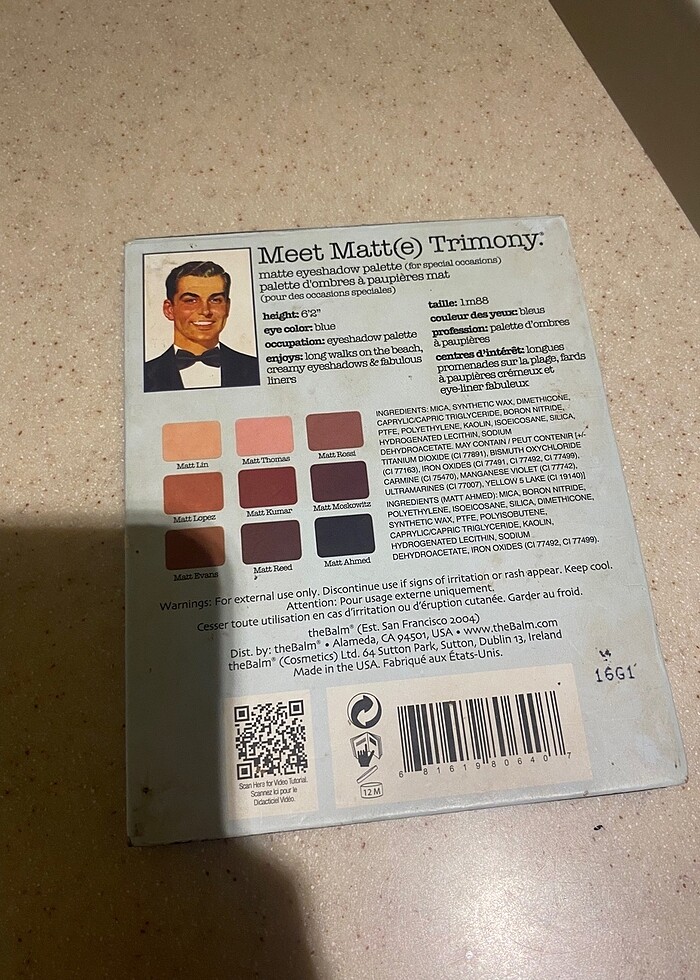 Meet Matt(e) Trimony.®
matte eyeshadow palette (for special occasions)
palette d'ombres à paupières mat
(pour des occasions speciales)
height: 6'2"
eye color: blue
occupation: eyeshadow palette
enjoys: long walks on the beach,
creamy eyeshadows & fabulous
liners
taille: 1m88
couleur des yeux: bleus
profession: palette d'ombres
à paupières
centres d'intérêt: longues
promenades sur la plage, fards
à paupières crémeux et
eye-liner fabuleux
Matt Lin
Matt Thomas
Matt Rossi
Matt Lopez
Matt Kumar
Matt Moskowitz
Matt Evans
Matt Reed
Matt Ahmed
INGREDIENTS: MICA, SYNTHETIC WAX, DIMETHICONE,
CAPRYLIC/CAPRIC TRIGLYCERIDE, BORON NITRIDE,
PTFE, POLYETHYLENE, KAOLIN, ISOEICOSANE, SILICA,
HYDROGENATED LECITHIN, SODIUM
DEHYDROACETATE. MAY CONTAIN / PEUT CONTENIR [+/-
TITANIUM DIOXIDE (CI 77891), BISMUTH OXYCHLORIDE
(CI 77163), IRON OXIDES (CI 77491, CI 77492, CI 77499),
CARMINE (CI 75470), MANGANESE VIOLET (CI 77742),
ULTRAMARINES (CI 77007), YELLOW 5 LAKE (CI 19140)]
INGREDIENTS (MATT AHMED): MICA, BORON NITRIDE,
POLYETHYLENE, ISOEICOSANE, SILICA, DIMETHICONE,
SYNTHETIC WAX, PTFE, POLYISOBUTENE,
CAPRYLIC/CAPRIC TRIGLYCERIDE, KAOLIN,
HYDROGENATED LECITHIN, SODIUM
DEHYDROACETATE, IRON OXIDES (CI 77492, CI 77499).
Warnings: For external use only. Discontinue use if signs of irritation or rash appear. Keep cool.
Attention: Pour usage externe uniquement.
Cesser toute utilisation en cas d'irritation ou d'éruption cutanée. Garder au froid.
theBalm® (Est. San Francisco 2004)
Dist. by: theBalm® • Alameda, CA 94501, USA • www.theBalm.com
theBalm® (Cosmetics) Ltd. 64 Sutton Park, Sutton, Dublin 13, Ireland
Made in the USA. Fabriqué aux États-Unis.
16G1
Scan Here for Video Tutorial.
Scannez ici pour le
Didacticiel Vidéo.
12 M
6 81619 80640 7